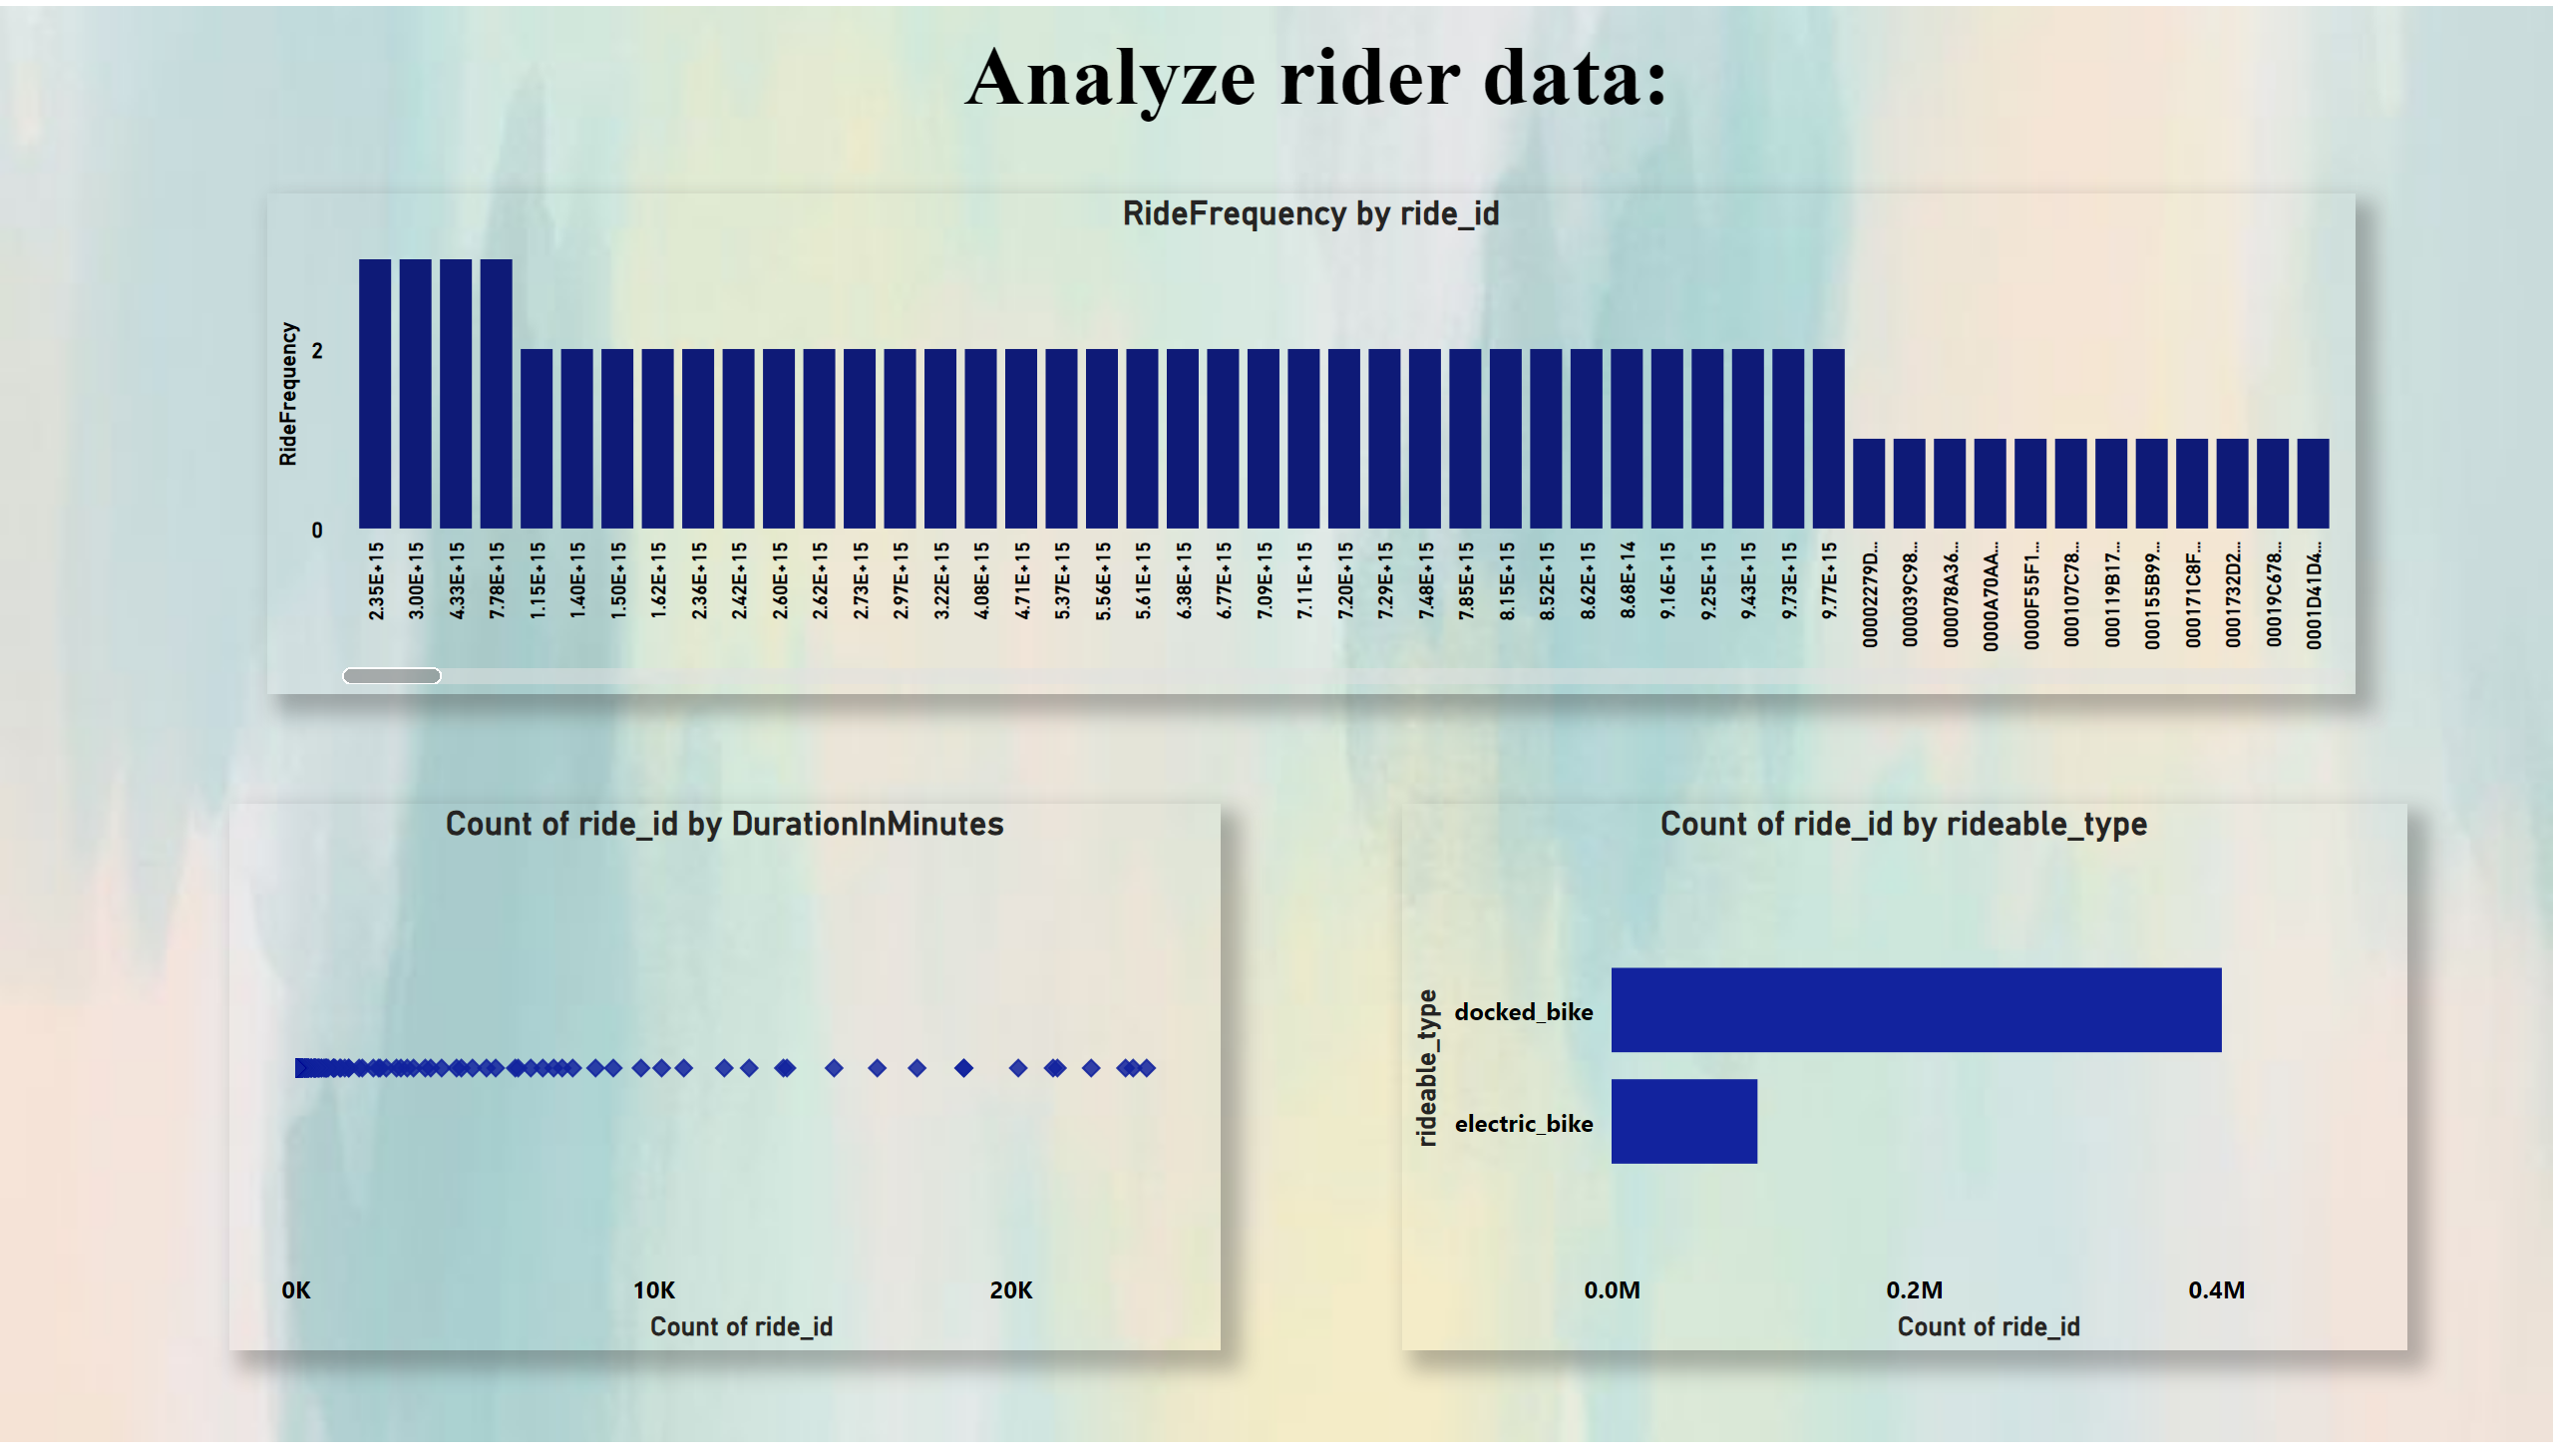 Analyze rider data:
RideFrequency by ride_id
RideFrequency
2
0
2.35E+15
3.00E+15
4.33E+15
7.78E+15
1.15E+15
1.40E+15
1.50E+15
1.62E+15
2.36E+15
2.42E+15
2.60E+15
2.62E+15
2.73E+15
2.97E+15
3.22E+15
4.08E+15
4.71E+15
5.37E+15
5.56E+15
5.61E+15
6.38E+15
6.77E+15
7.09E+15
7.11E+15
7.20E+15
7.29E+15
7.48E+15
7.85E+15
8.15E+15
8.52E+15
8.62E+15
8.68E+14
9.16E+15
9.25E+15
9.43E+15
9.73E+15
9.77E+15
00002279D...
000039C98...
000078A36...
0000A70AA...
0000F55F1...
000107C78...
000119B17...
000155B99...
000171C8F...
0001732D2...
00019C678...
0001D41D4...
Count of ride_id by DurationInMinutes
0K
10K
20K
Count of ride_id
Count of ride_id by rideable_type
rideable_type
docked_bike
electric_bike
0.0M
0.2M
0.4M
Count of ride_id